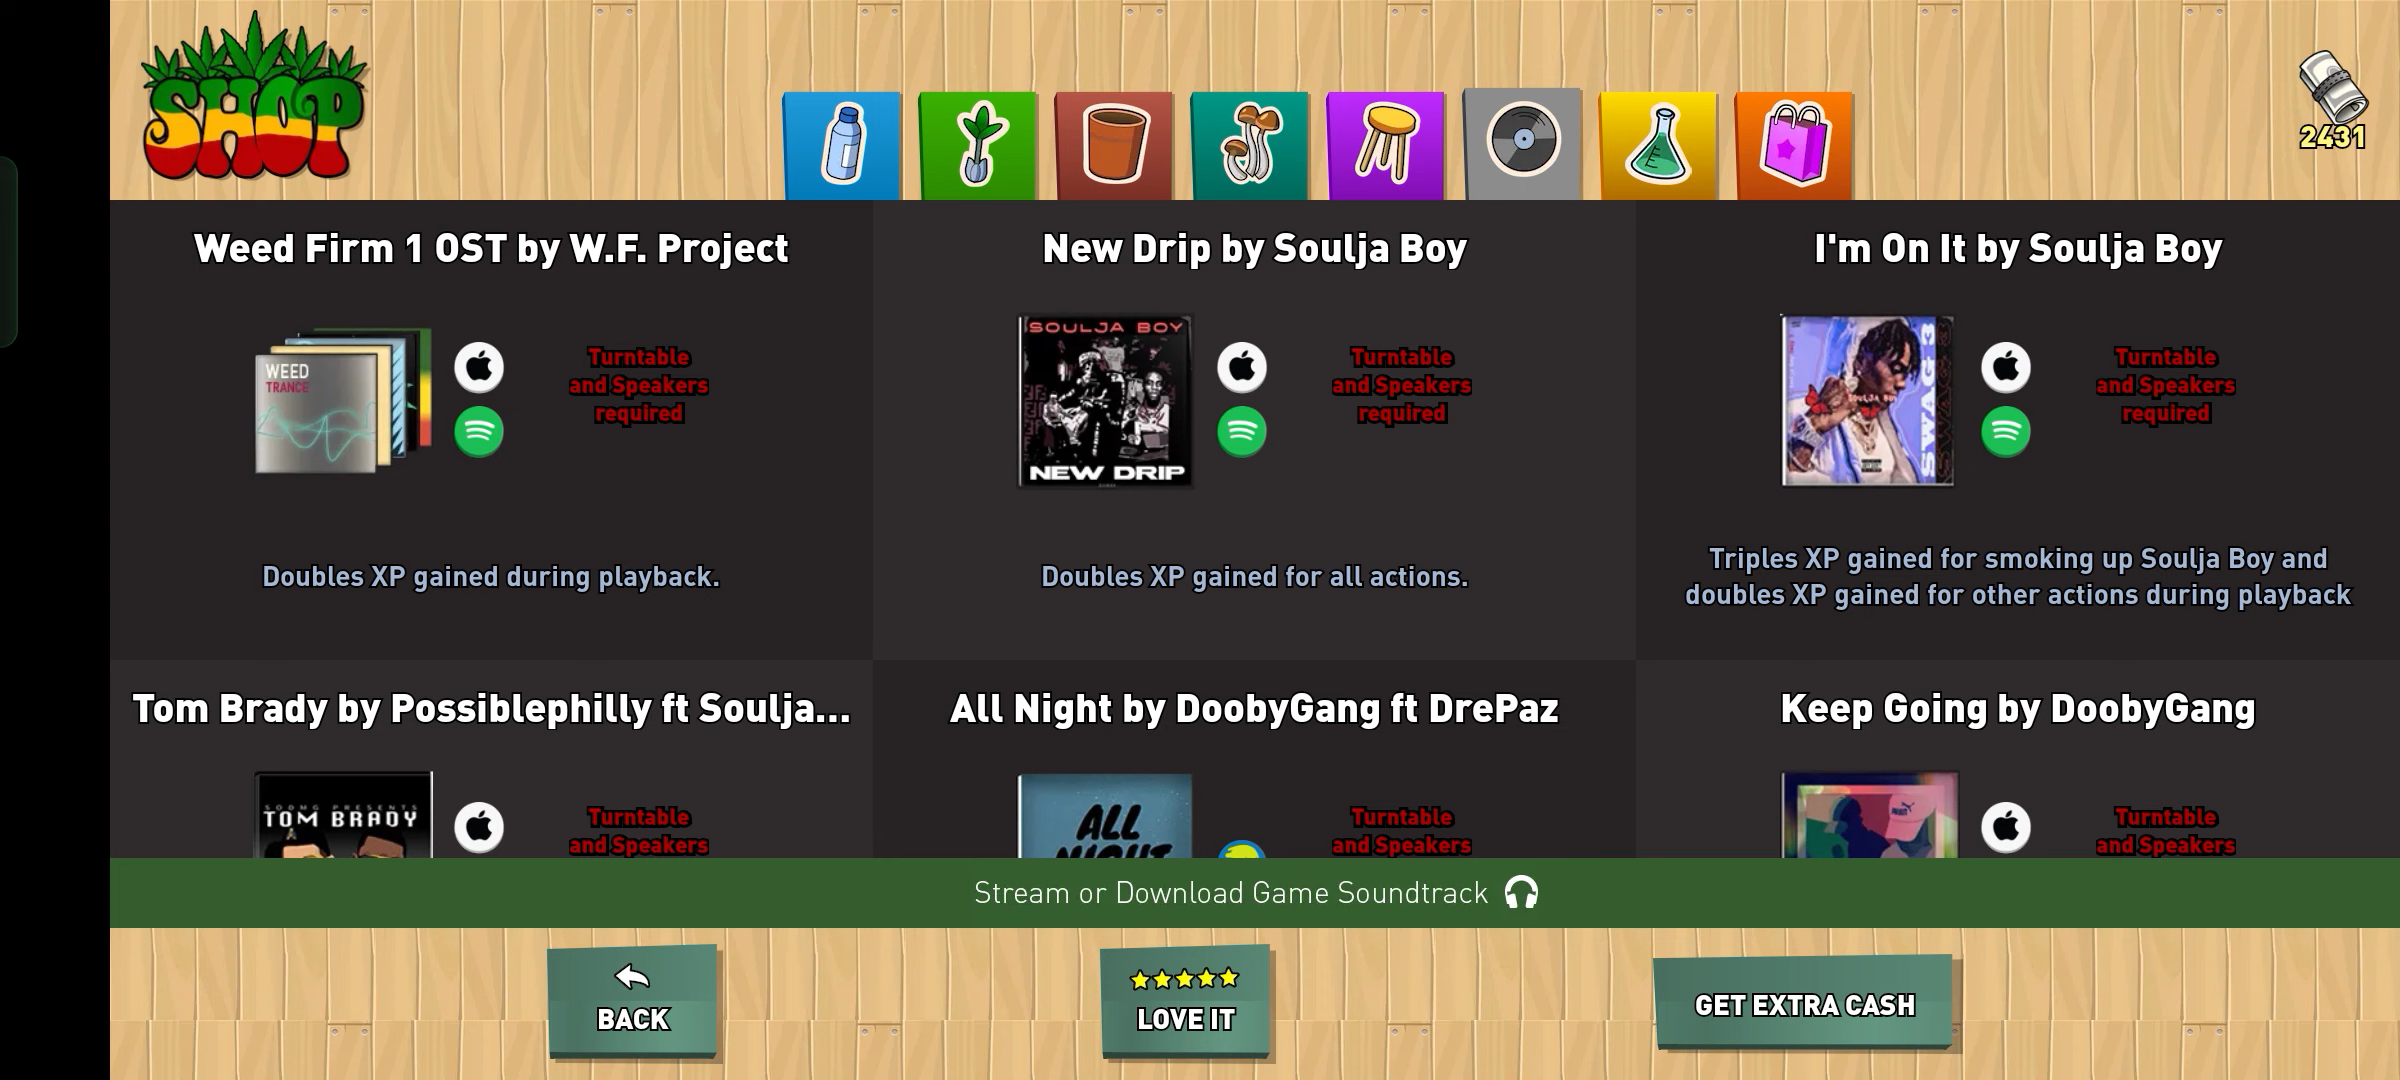 SHOP
2431
Weed Firm 1 OST by W.F. Project
WEED
TRANCE
Turntable
and Speakers
required
Doubles XP gained during playback.
New Drip by Soulja Boy
SOULJA BOY
NEW DRIP
Turntable
and Speakers
required
Doubles XP gained for all actions.
I'm On It by Soulja Boy
SOULJA BOY
SWAG 3
Turntable
and Speakers
required
Triples XP gained for smoking up Soulja Boy and
doubles XP gained for other actions during playback
Tom Brady by Possiblephilly ft Soulja...
SODMG PRESENTS
TOM BRADY
Turntable
and Speakers
All Night by DoobyGang ft DrePaz
ALL
NIGHT
Turntable
and Speakers
Keep Going by DoobyGang
Turntable
and Speakers
Stream or Download Game Soundtrack
BACK
LOVE IT
GET EXTRA CASH